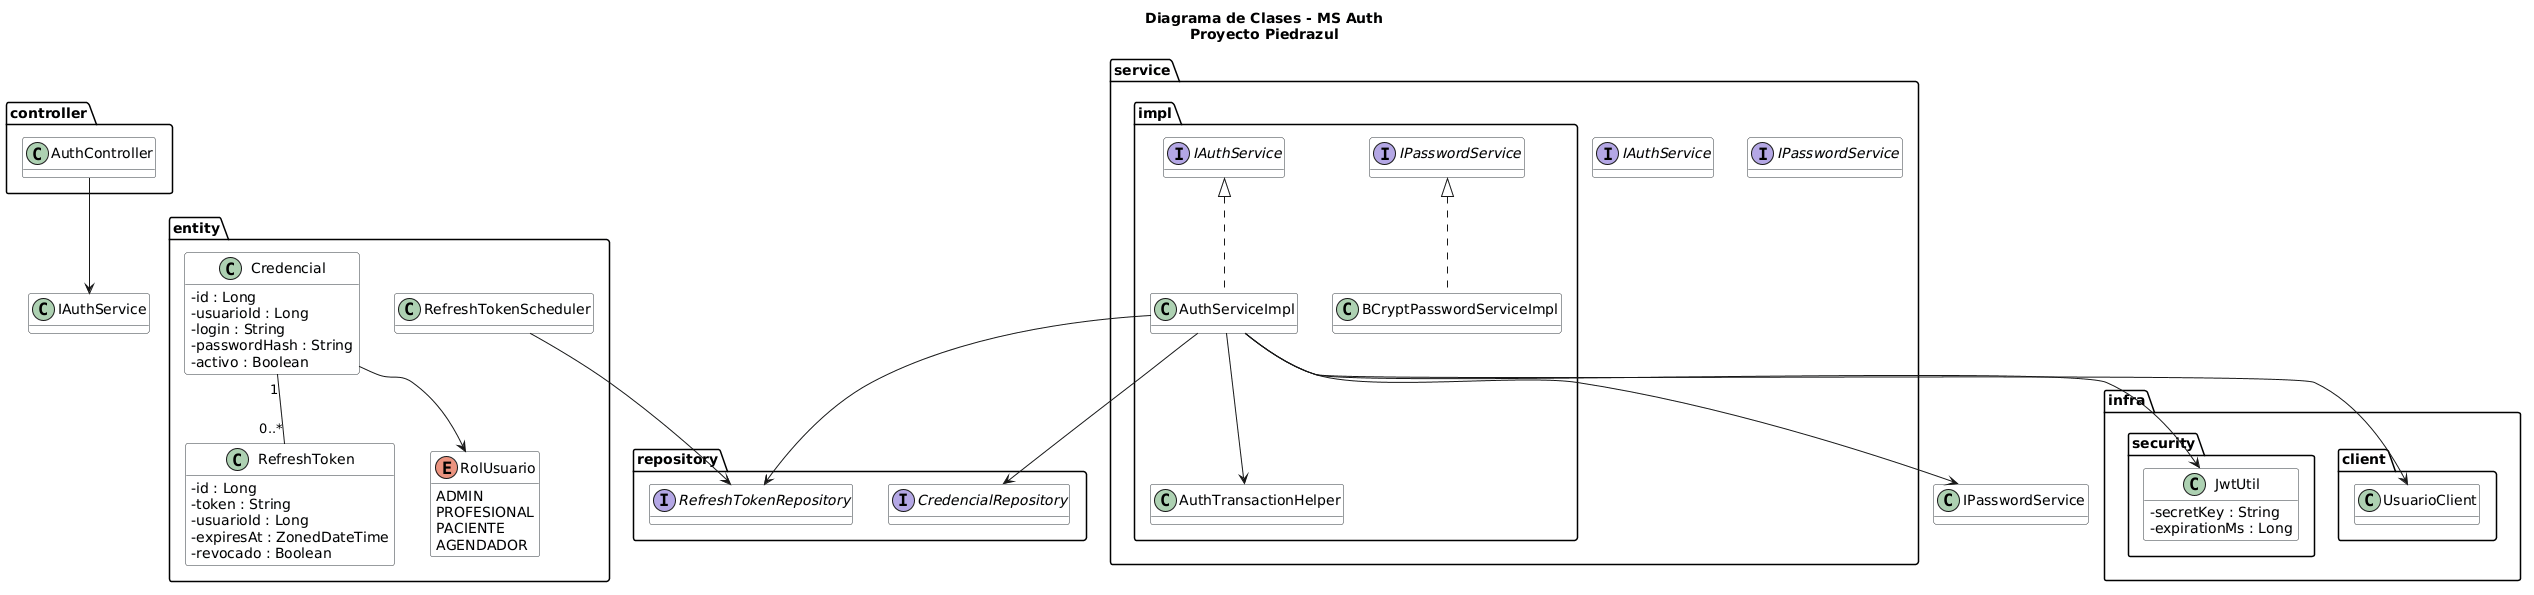 Diagrama de Clases - MS Auth
Proyecto Piedrazul
controller
C AuthController
C IAuthService
entity
C Credencial
-id : Long
-usuarioId : Long
-login : String
-passwordHash : String
-activo : Boolean
C RefreshTokenScheduler
1
0..*
C RefreshToken
-id : Long
-token : String
-usuarioId : Long
-expiresAt : ZonedDateTime
-revocado : Boolean
E RolUsuario
ADMIN
PROFESIONAL
PACIENTE
AGENDADOR
repository
I RefreshTokenRepository
I CredencialRepository
service
impl
I IAuthService
I IPasswordService
C AuthServiceImpl
C BCryptPasswordServiceImpl
C AuthTransactionHelper
I IAuthService
I IPasswordService
C IPasswordService
infra
security
C JwtUtil
-secretKey : String
-expirationMs : Long
client
C UsuarioClient